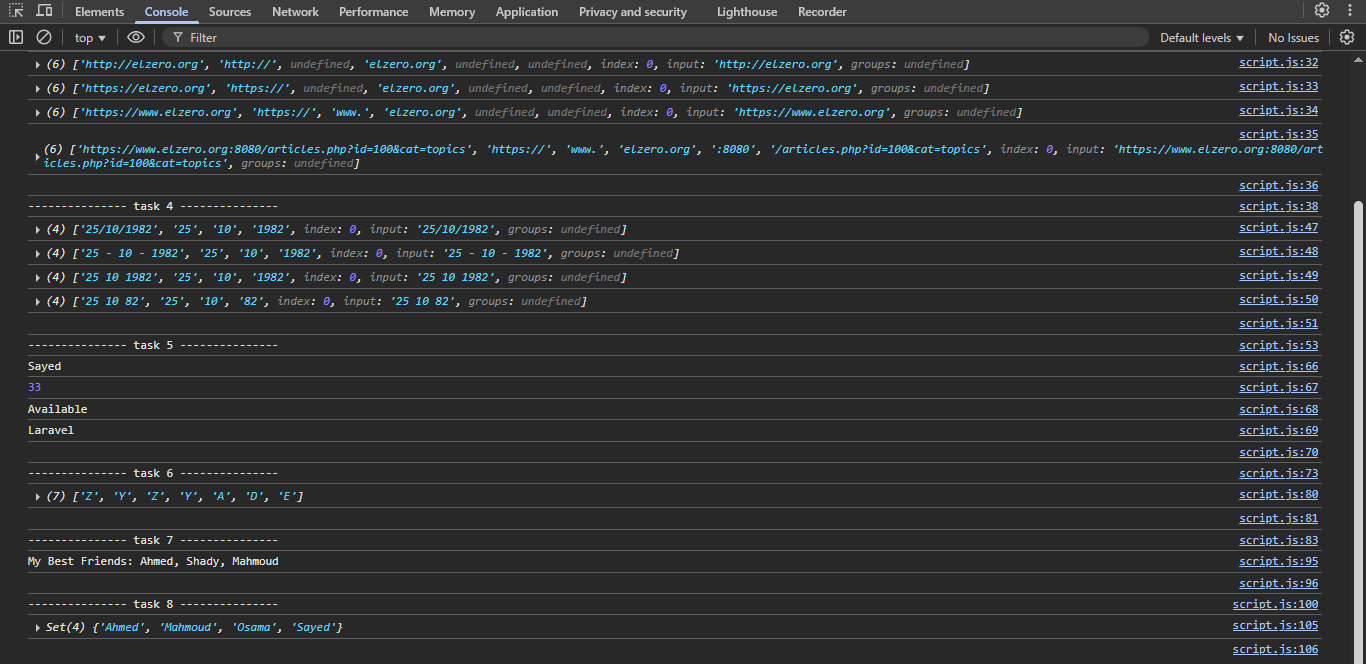 Elements Console Sources Network Performance Memory Application Privacy and security Lighthouse Recorder
top Filter Default levels No Issues
(6) ['http://elzero.org', 'http://', undefined, 'elzero.org', undefined, undefined, index: 0, input: 'http://elzero.org', groups: undefined] script.js:32
(6) ['https://elzero.org', 'https://', undefined, 'elzero.org', undefined, undefined, index: 0, input: 'https://elzero.org', groups: undefined] script.js:33
(6) ['https://www.elzero.org', 'https://', 'www.', 'elzero.org', undefined, undefined, index: 0, input: 'https://www.elzero.org', groups: undefined] script.js:34
script.js:35
(6) ['https://www.elzero.org:8080/articles.php?id=100&cat=topics', 'https://', 'www.', 'elzero.org', ':8080', '/articles.php?id=100&cat=topics', index: 0, input: 'https://www.elzero.org:8080/art
icles.php?id=100&cat=topics', groups: undefined]
script.js:36
--------------- task 4 --------------- script.js:38
(4) ['25/10/1982', '25', '10', '1982', index: 0, input: '25/10/1982', groups: undefined] script.js:47
(4) ['25 - 10 - 1982', '25', '10', '1982', index: 0, input: '25 - 10 - 1982', groups: undefined] script.js:48
(4) ['25 10 1982', '25', '10', '1982', index: 0, input: '25 10 1982', groups: undefined] script.js:49
(4) ['25 10 82', '25', '10', '82', index: 0, input: '25 10 82', groups: undefined] script.js:50
script.js:51
--------------- task 5 --------------- script.js:53
Sayed script.js:66
33 script.js:67
Available script.js:68
Laravel script.js:69
script.js:70
--------------- task 6 --------------- script.js:73
(7) ['Z', 'Y', 'Z', 'Y', 'A', 'D', 'E'] script.js:80
script.js:81
--------------- task 7 --------------- script.js:83
My Best Friends: Ahmed, Shady, Mahmoud script.js:95
script.js:96
--------------- task 8 --------------- script.js:100
Set(4) {'Ahmed', 'Mahmoud', 'Osama', 'Sayed'} script.js:105
script.js:106